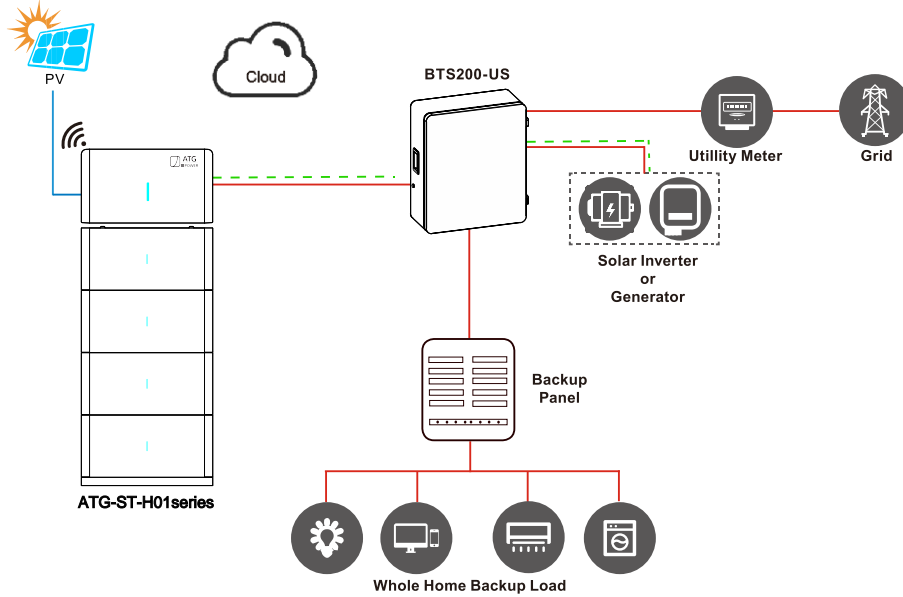 PV
Cloud
BTS200-US
ATG
POWER
Utillity Meter
Grid
Solar Inverter
or
Generator
Backup
Panel
ATG-ST-H01series
Whole Home Backup Load